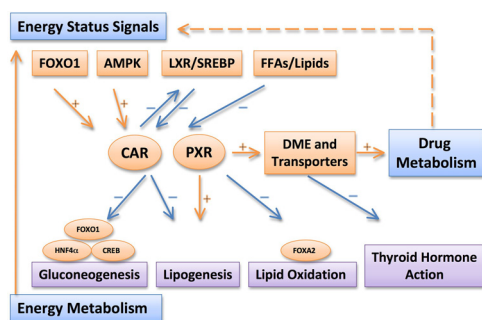 Energy Status Signals
FOXO1
AMPK
LXR/SREBP
FFAs/Lipids
+
+
−
−
−
CAR
PXR
+
DME and
Transporters
+
Drug
Metabolism
−
−
+
−
−
FOXO1
HNF4α
CREB
FOXA2
Gluconeogenesis
Lipogenesis
Lipid Oxidation
Thyroid Hormone
Action
Energy Metabolism